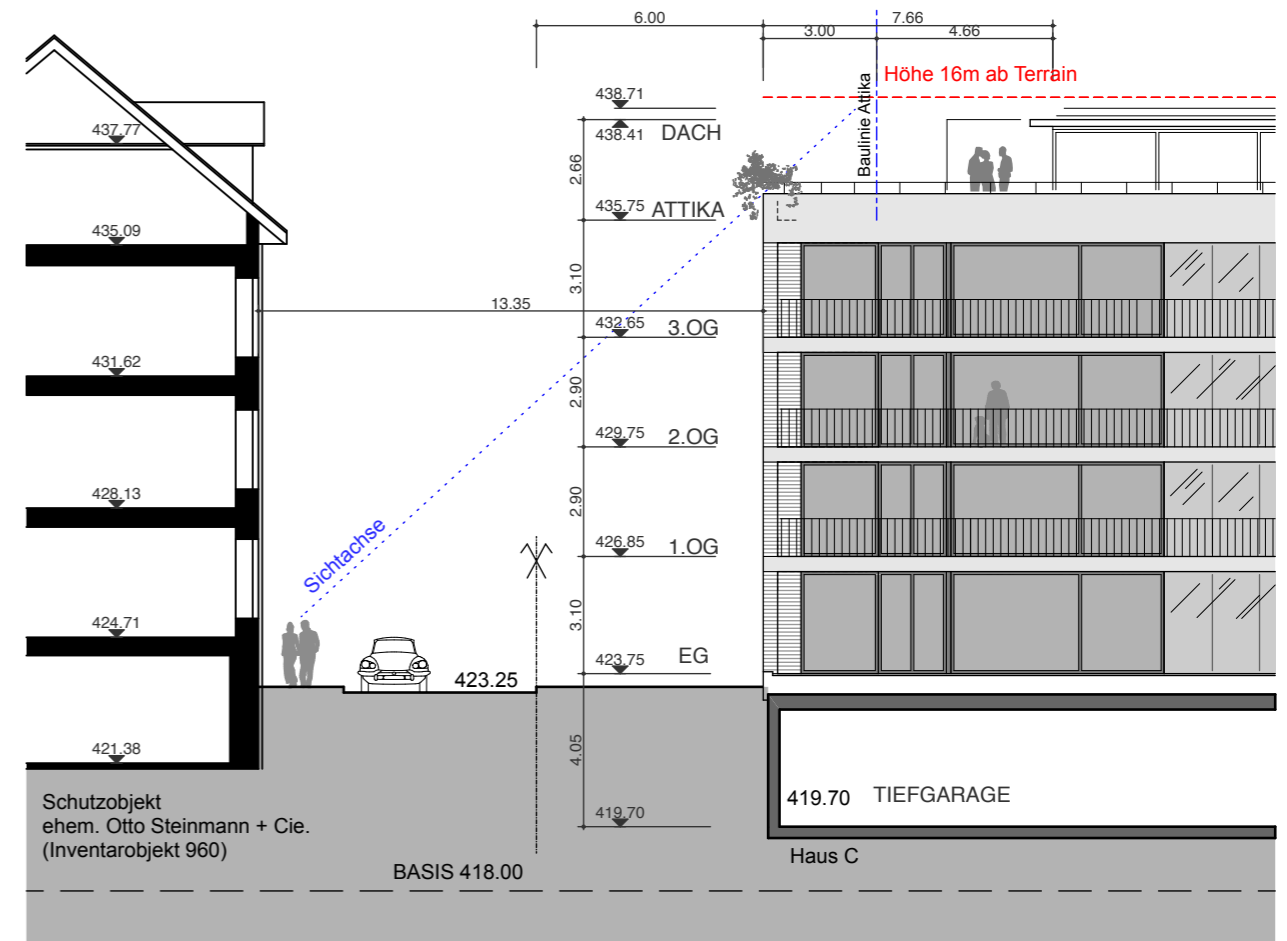 6.00
7.66
3.00
4.66
Höhe 16m ab Terrain
Baulinie Attika
438.71
438.41
DACH
437.77
2.66
435.75
ATTIKA
435.09
3.10
13.35
432.65
3.OG
431.62
2.90
429.75
2.OG
428.13
2.90
Sichtachse
426.85
1.OG
424.71
3.10
423.75
EG
423.25
421.38
4.05
419.70
419.70
TIEFGARAGE
Schutzobjekt
ehem. Otto Steinmann + Cie.
(Inventarobjekt 960)
Haus C
BASIS 418.00